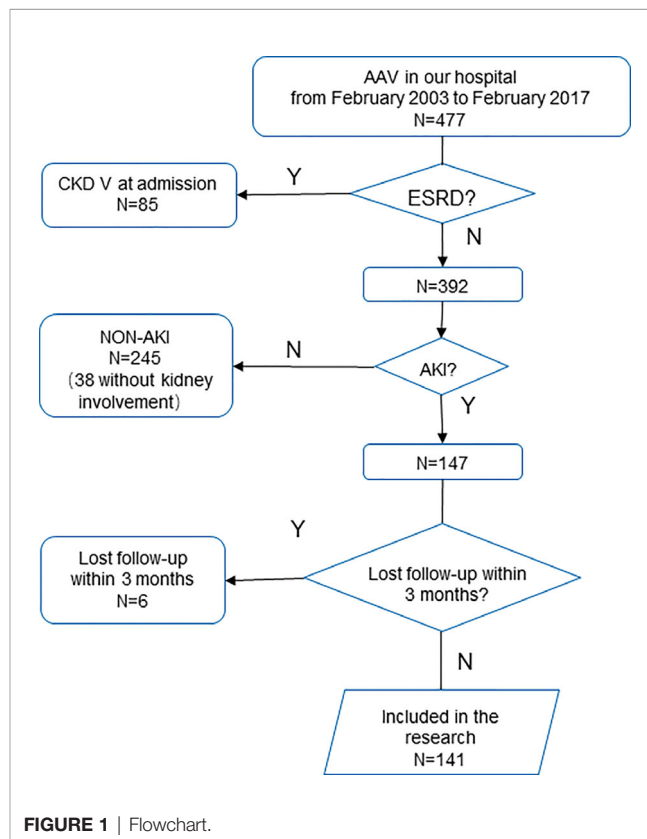 AAV in our hospital
from February 2003 to February 2017
N=477
CKD V at admission
N=85
Y
ESRD?
N
N=392
NON-AKI
N=245
(38 without kidney
involvement)
N
AKI?
Y
N=147
Y
Lost follow-up
within 3 months
N=6
Lost follow-up within
3 months?
N
Included in the
research
N=141
FIGURE 1 | Flowchart.